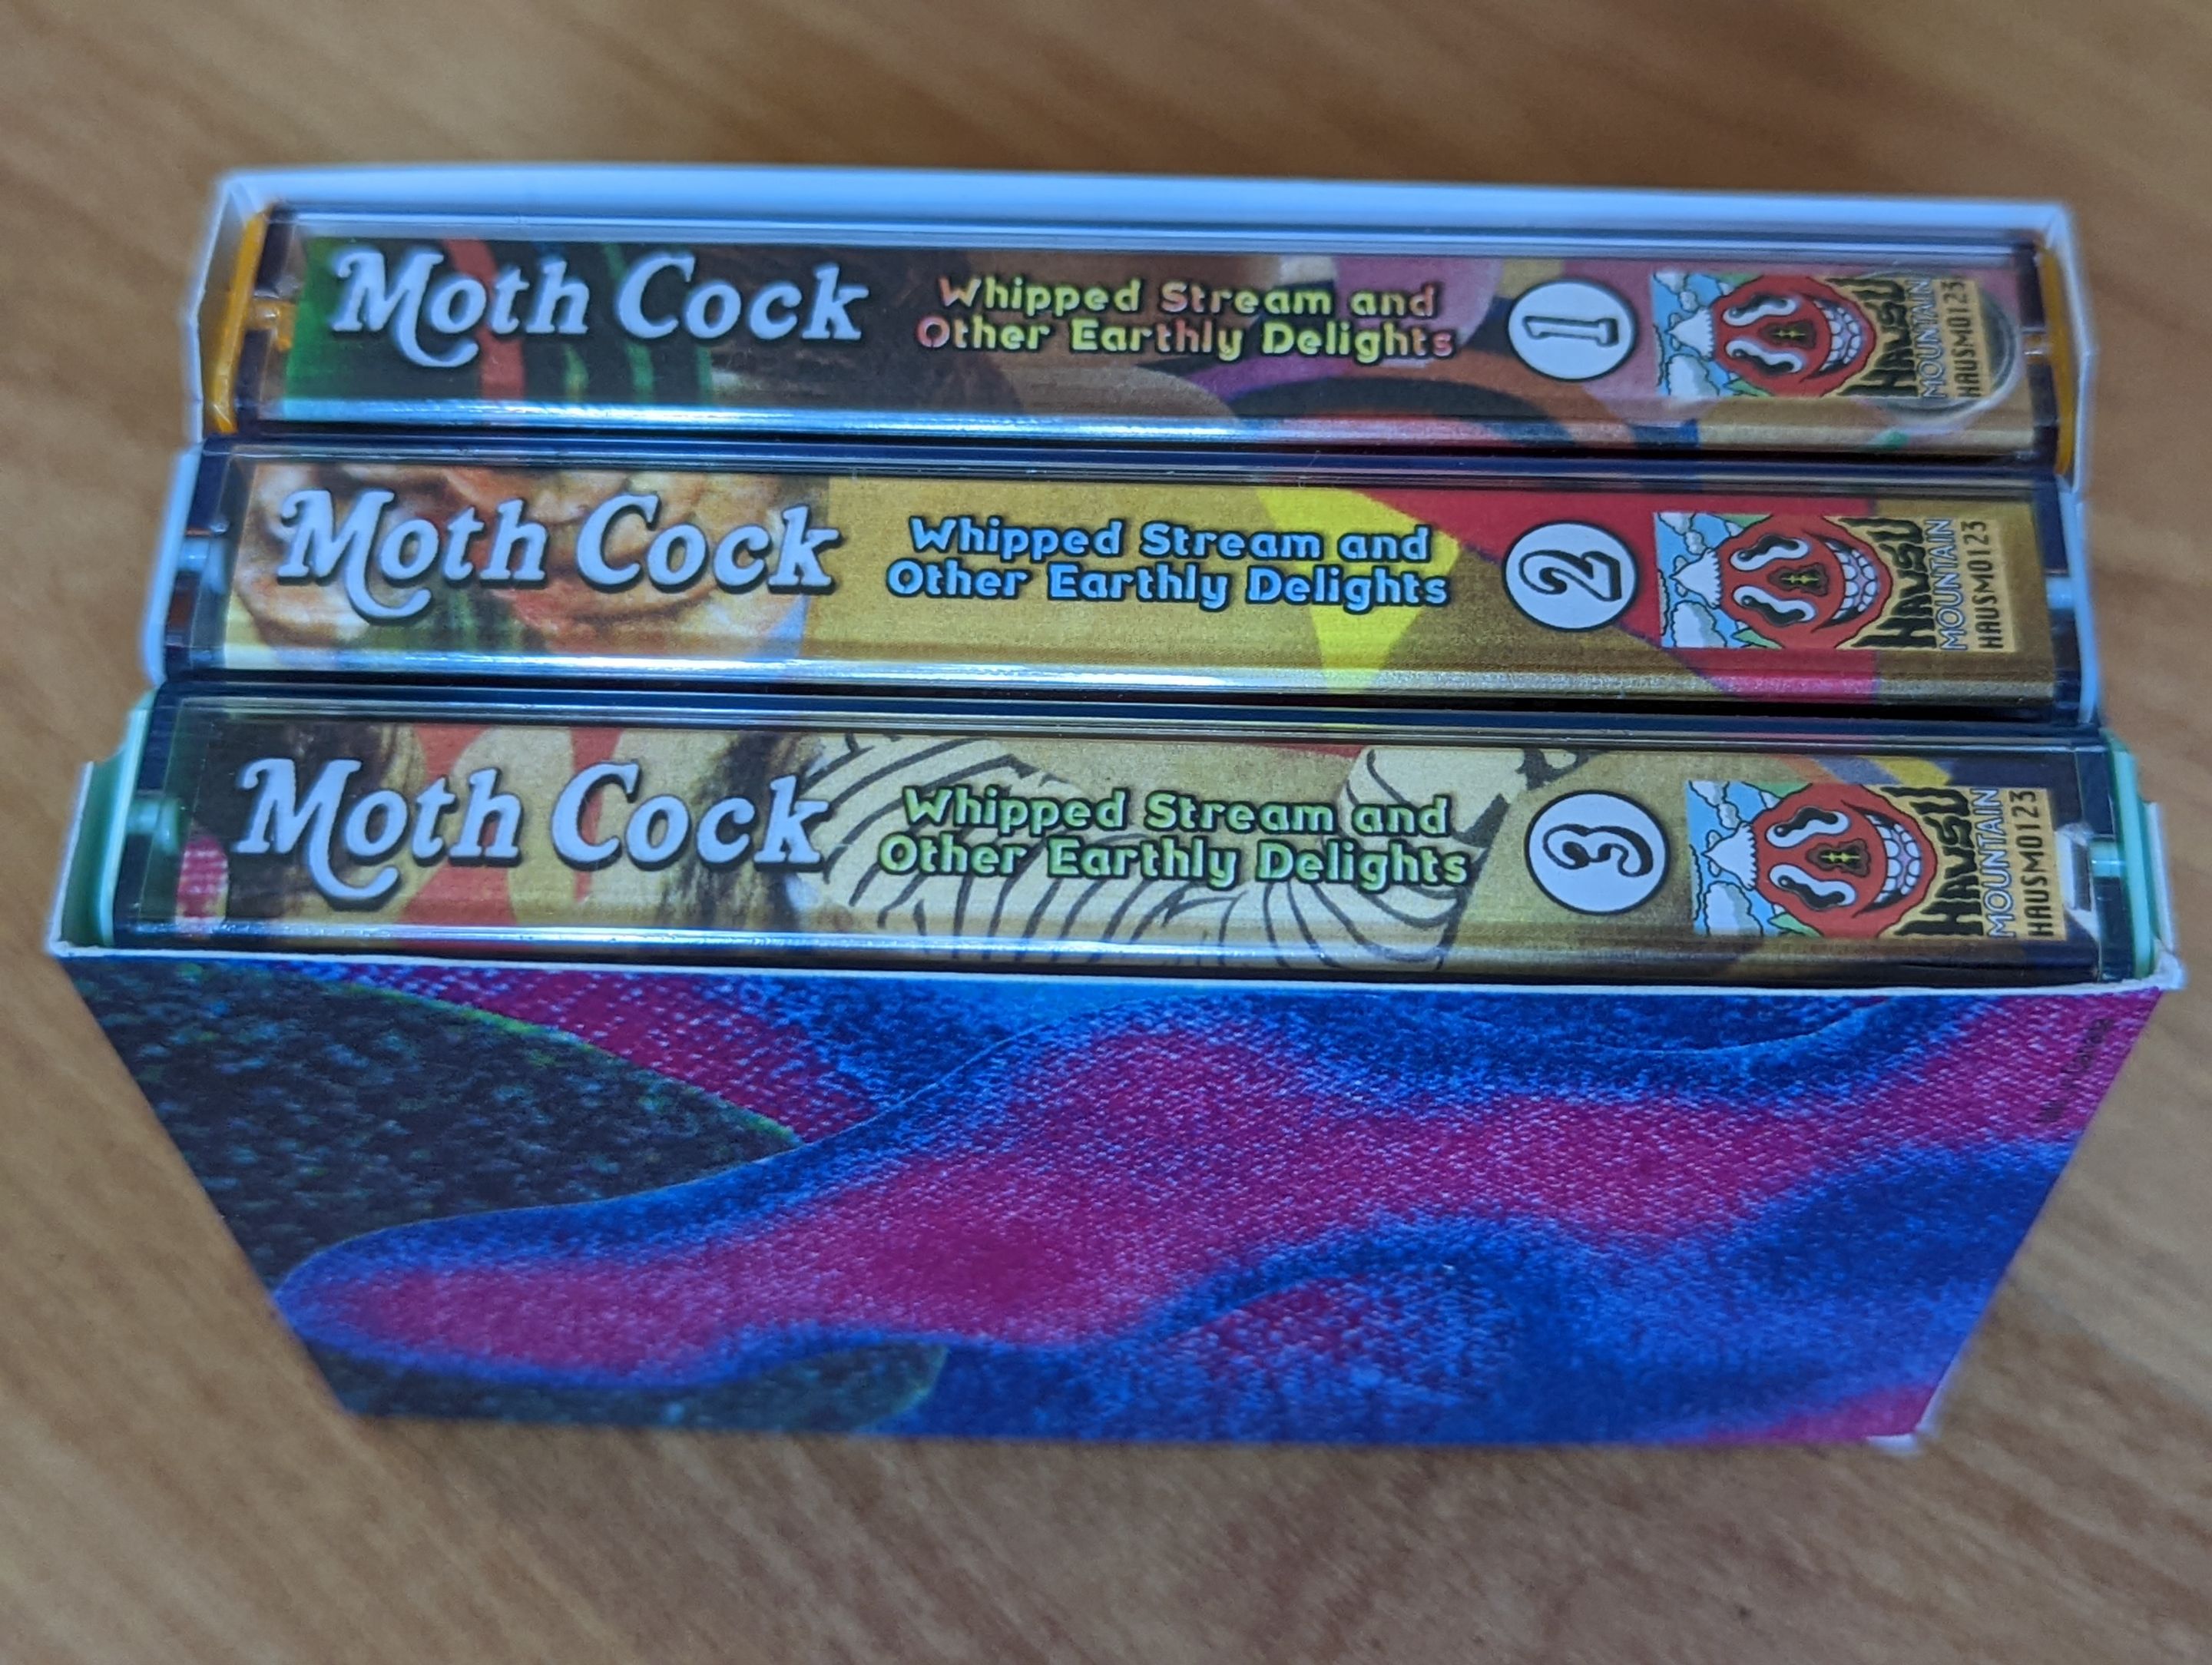 Moth Cock
Whipped Stream and
Other Earthly Delights
1
HAUSU
MOUNTAIN
HAUSMO123
Moth Cock
Whipped Stream and
Other Earthly Delights
2
HAUSU
MOUNTAIN
HAUSMO123
Moth Cock
Whipped Stream and
Other Earthly Delights
3
HAUSU
MOUNTAIN
HAUSMO123